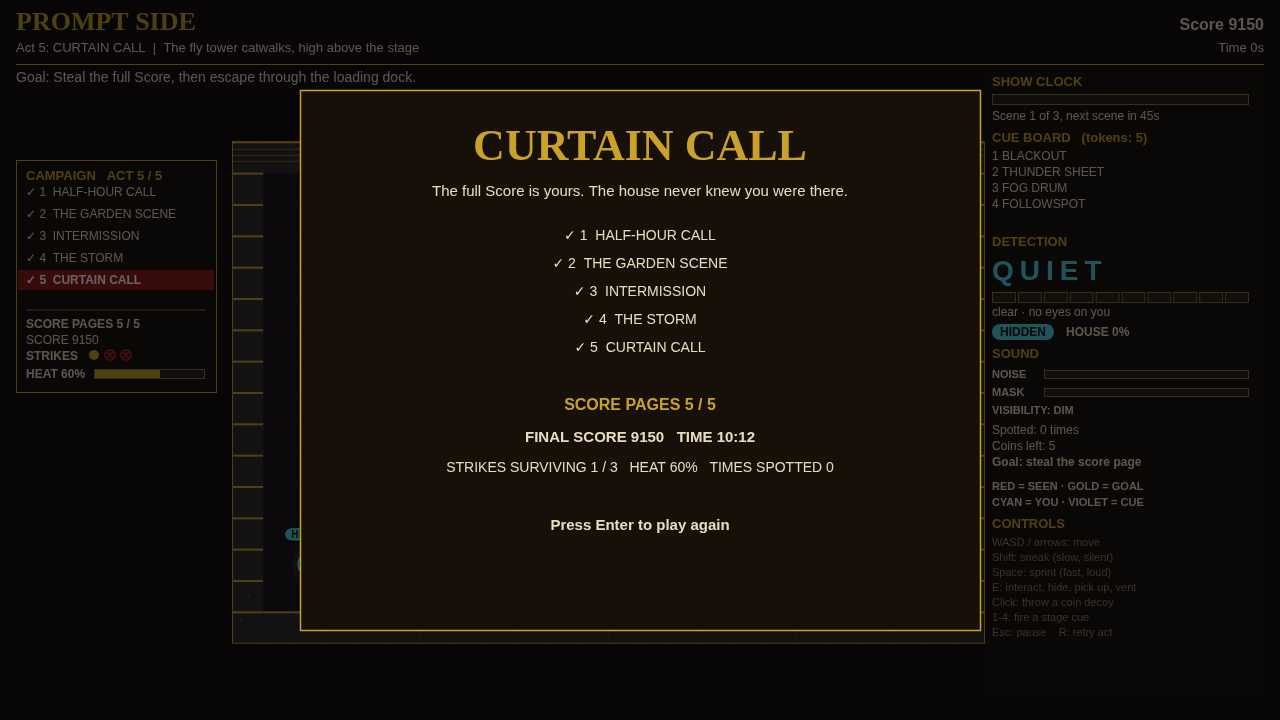 PROMPT SIDE
Score 9150
Act 5: CURTAIN CALL | The fly tower catwalks, high above the stage
Time 0s
Goal: Steal the full Score, then escape through the loading dock.
CAMPAIGN ACT 5 / 5
✓ 1 HALF-HOUR CALL
✓ 2 THE GARDEN SCENE
✓ 3 INTERMISSION
✓ 4 THE STORM
✓ 5 CURTAIN CALL
SCORE PAGES 5 / 5
SCORE 9150
STRIKES
HEAT 60%
CURTAIN CALL
The full Score is yours. The house never knew you were there.
✓ 1 HALF-HOUR CALL
✓ 2 THE GARDEN SCENE
✓ 3 INTERMISSION
✓ 4 THE STORM
✓ 5 CURTAIN CALL
SCORE PAGES 5 / 5
FINAL SCORE 9150 TIME 10:12
STRIKES SURVIVING 1 / 3 HEAT 60% TIMES SPOTTED 0
Press Enter to play again
SHOW CLOCK
Scene 1 of 3, next scene in 45s
CUE BOARD (tokens: 5)
1 BLACKOUT
2 THUNDER SHEET
3 FOG DRUM
4 FOLLOWSPOT
DETECTION
QUIET
clear · no eyes on you
HIDDEN HOUSE 0%
SOUND
NOISE
MASK
VISIBILITY: DIM
Spotted: 0 times
Coins left: 5
Goal: steal the score page
RED = SEEN · GOLD = GOAL
CYAN = YOU · VIOLET = CUE
CONTROLS
WASD / arrows: move
Shift: sneak (slow, silent)
Space: sprint (fast, loud)
E: interact, hide, pick up, vent
Click: throw a coin decoy
1-4: fire a stage cue
Esc: pause R: retry act